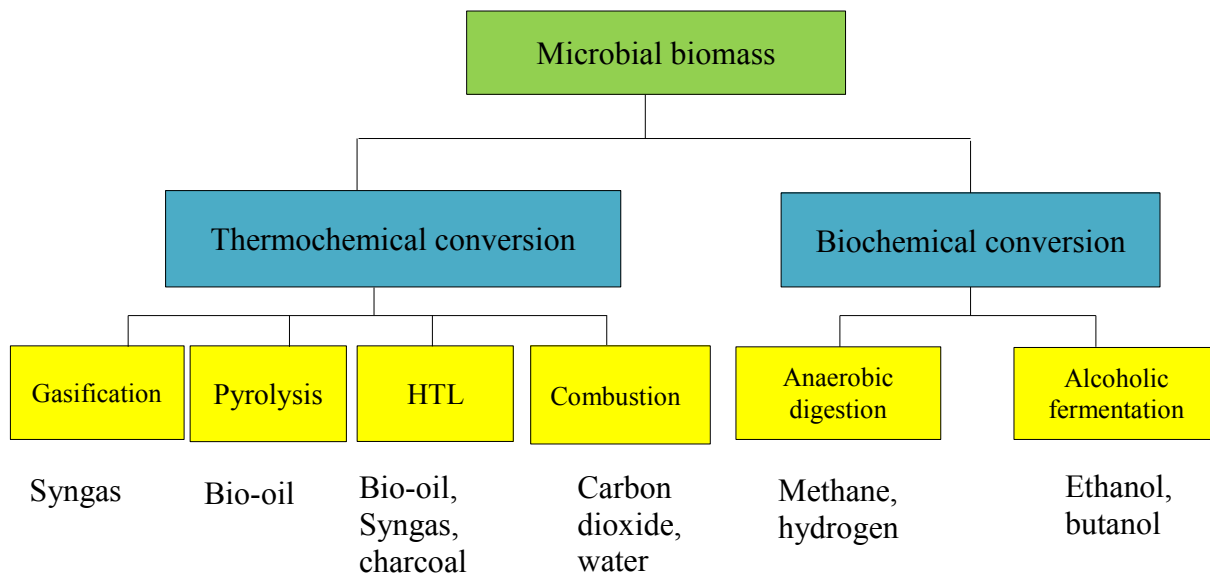 Microbial biomass
Thermochemical conversion
Biochemical conversion
Gasification
Pyrolysis
HTL
Combustion
Anaerobic
digestion
Alcoholic
fermentation
Syngas
Bio-oil
Bio-oil,
Syngas,
charcoal
Carbon
dioxide,
water
Methane,
hydrogen
Ethanol,
butanol